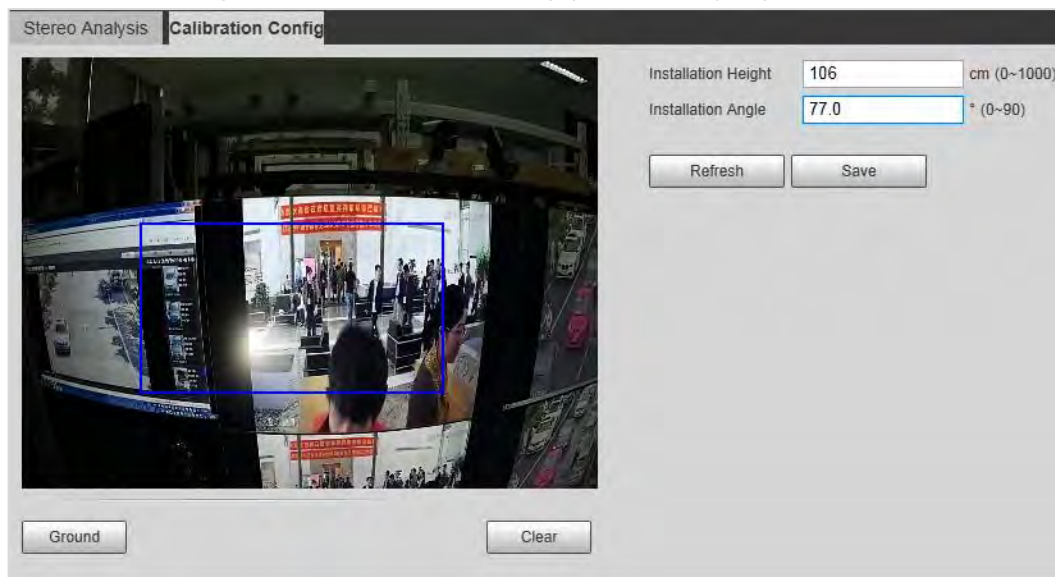 Stereo Analysis
Calibration Config
Installation Height 106 cm (0~1000)
Installation Angle 77.0 ° (0~90)
Refresh
Save
Ground
Clear